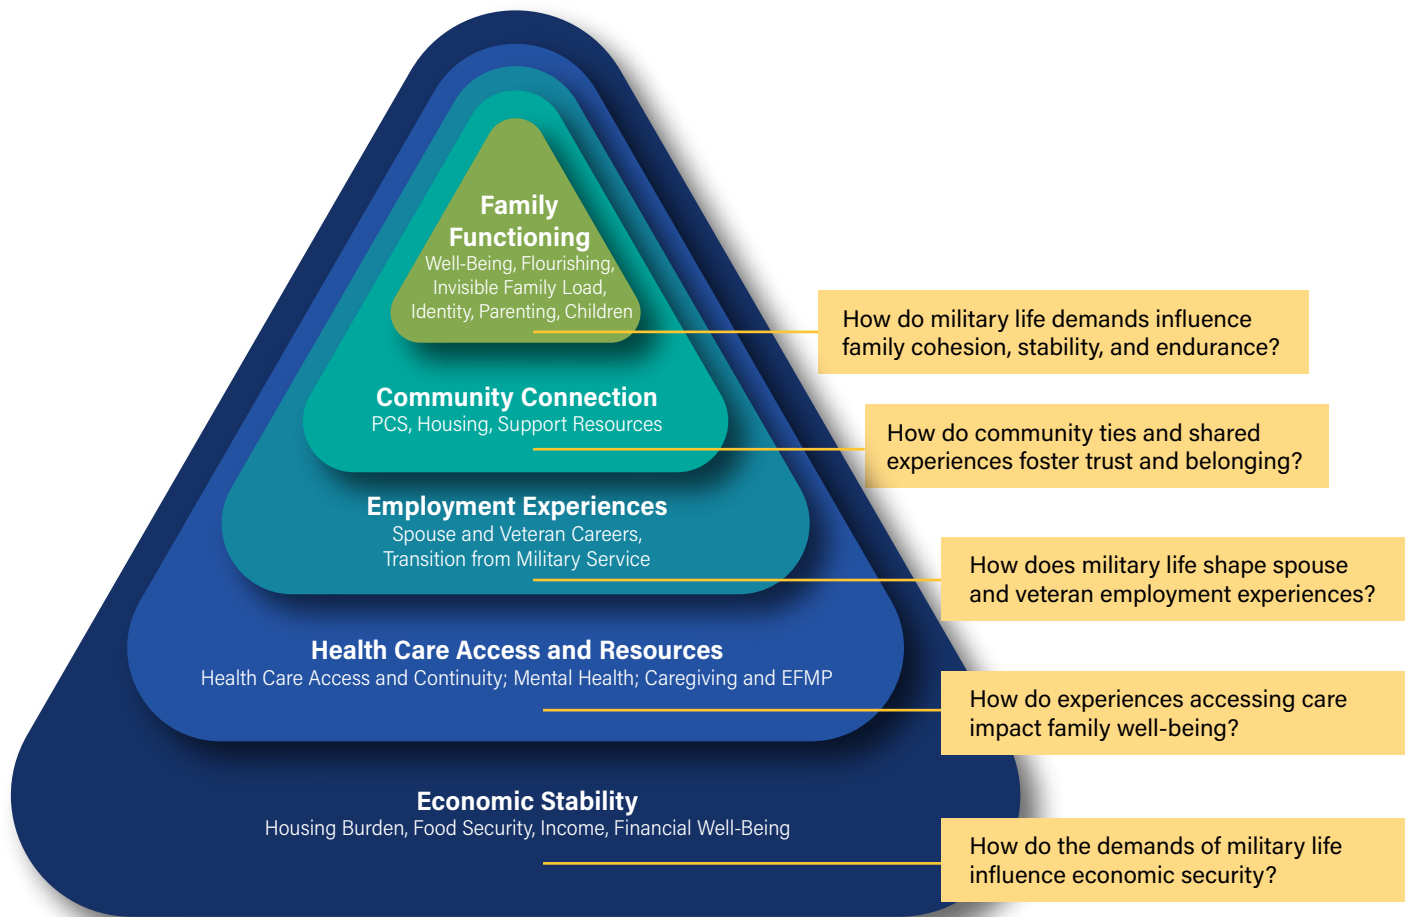 Family
Functioning
Well-Being, Flourishing,
Invisible Family Load,
Identity, Parenting, Children
How do military life demands influence
family cohesion, stability, and endurance?
Community Connection
PCS, Housing, Support Resources
How do community ties and shared
experiences foster trust and belonging?
Employment Experiences
Spouse and Veteran Careers,
Transition from Military Service
How does military life shape spouse
and veteran employment experiences?
Health Care Access and Resources
Health Care Access and Continuity; Mental Health; Caregiving and EFMP
How do experiences accessing care
impact family well-being?
Economic Stability
Housing Burden, Food Security, Income, Financial Well-Being
How do the demands of military life
influence economic security?